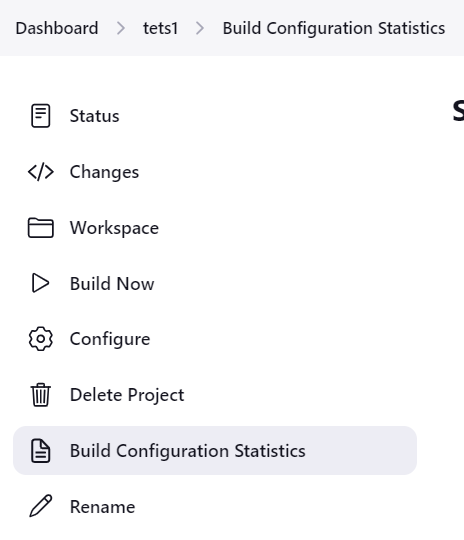 Dashboard > tets1 > Build Configuration Statistics
S
Status
Changes
Workspace
Build Now
Configure
Delete Project
Build Configuration Statistics
Rename